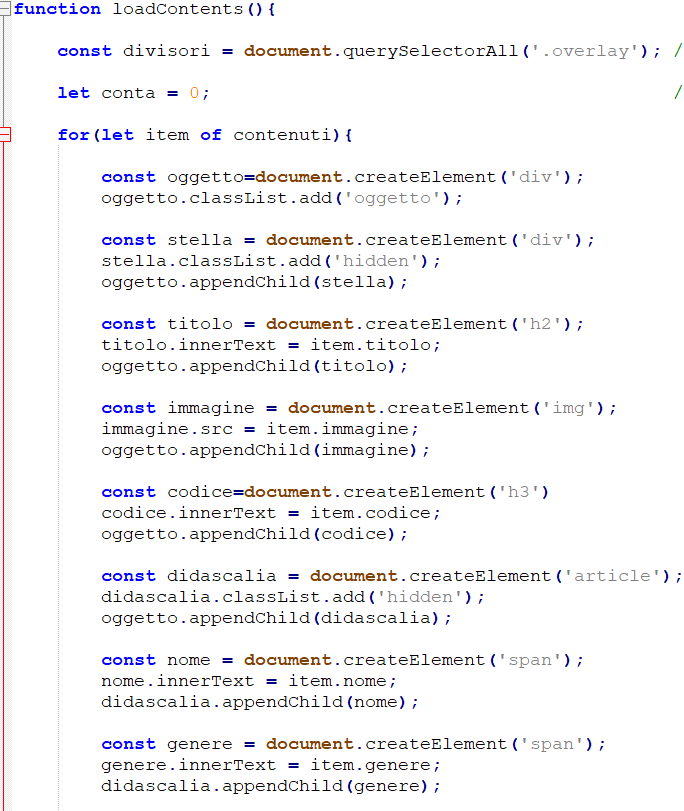 function loadContents(){
const divisori = document.querySelectorAll('.overlay'); /
let conta = 0; /
for(let item of contenuti){
const oggetto=document.createElement('div');
oggetto.classList.add('oggetto');
const stella = document.createElement('div');
stella.classList.add('hidden');
oggetto.appendChild(stella);
const titolo = document.createElement('h2');
titolo.innerText = item.titolo;
oggetto.appendChild(titolo);
const immagine = document.createElement('img');
immagine.src = item.immagine;
oggetto.appendChild(immagine);
const codice=document.createElement('h3')
codice.innerText = item.codice;
oggetto.appendChild(codice);
const didascalia = document.createElement('article');
didascalia.classList.add('hidden');
oggetto.appendChild(didascalia);
const nome = document.createElement('span');
nome.innerText = item.nome;
didascalia.appendChild(nome);
const genere = document.createElement('span');
genere.innerText = item.genere;
didascalia.appendChild(genere);